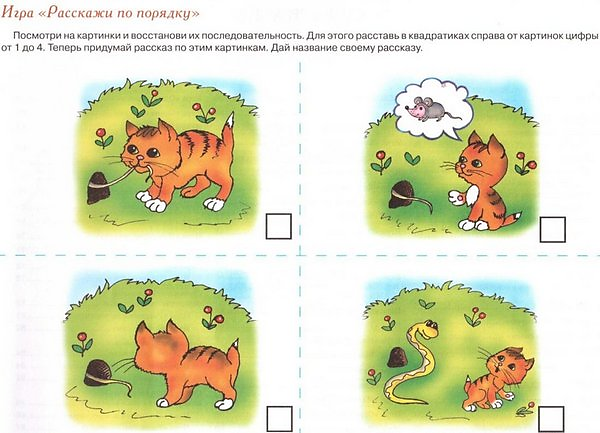 Игра «Расскажи по порядку»
Посмотри на картинки и восстанови их последовательность. Для этого расставь в квадратиках справа от картинок цифры
от 1 до 4. Теперь придумай рассказ по этим картинкам. Дай название своему рассказу.